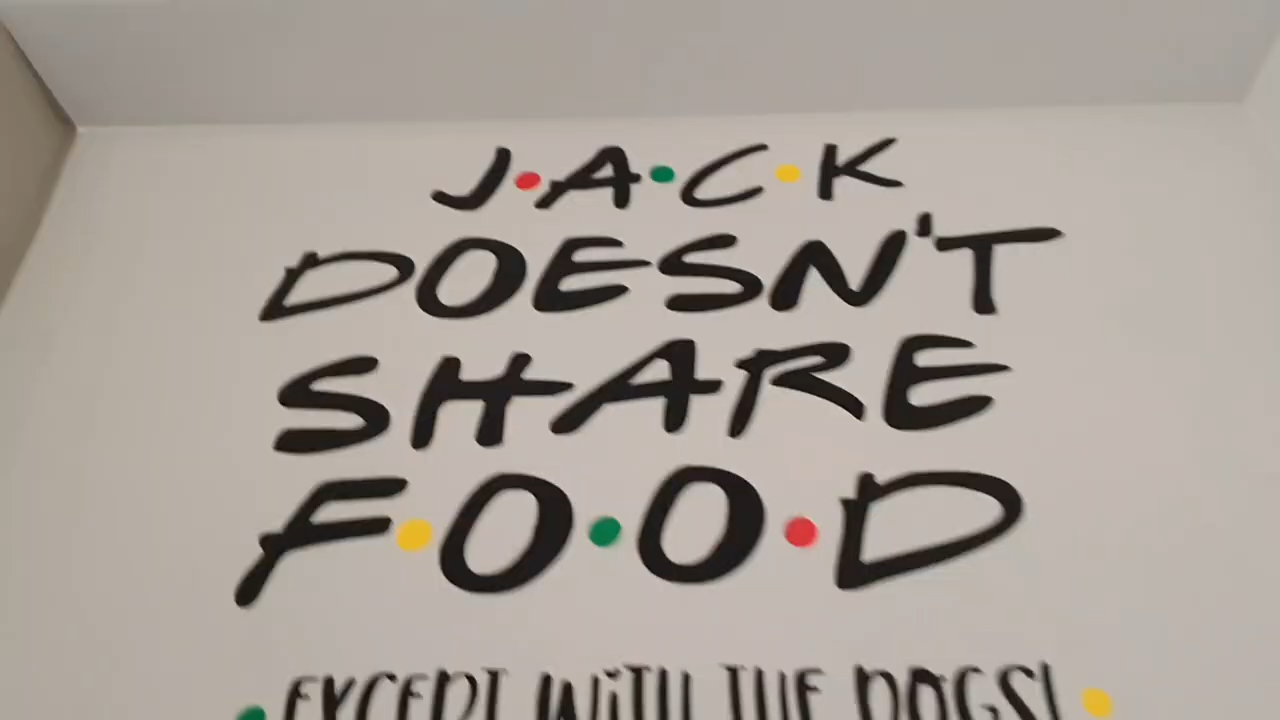 J•A•C•K
DOESN'T
SHARE
F•O•O•D
• EXCEPT WiTH THE DOGS! •